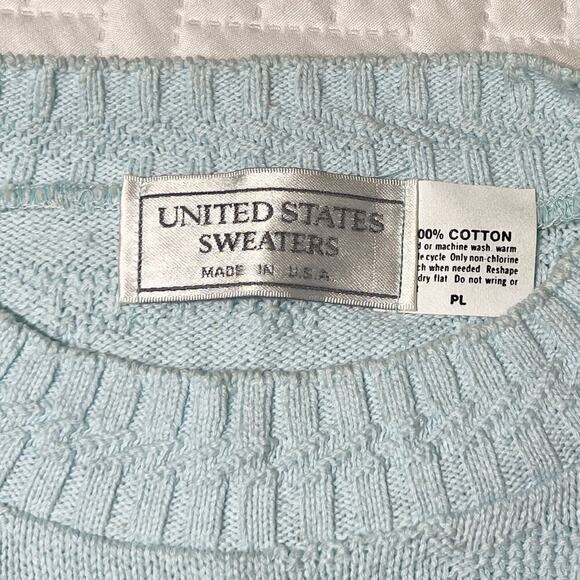 UNITED STATES
SWEATERS
MADE IN U.S.A.
00% COTTON
or machine wash warm
cycle Only non-chlorine
when needed Reshape
dry flat Do not wring or
PL